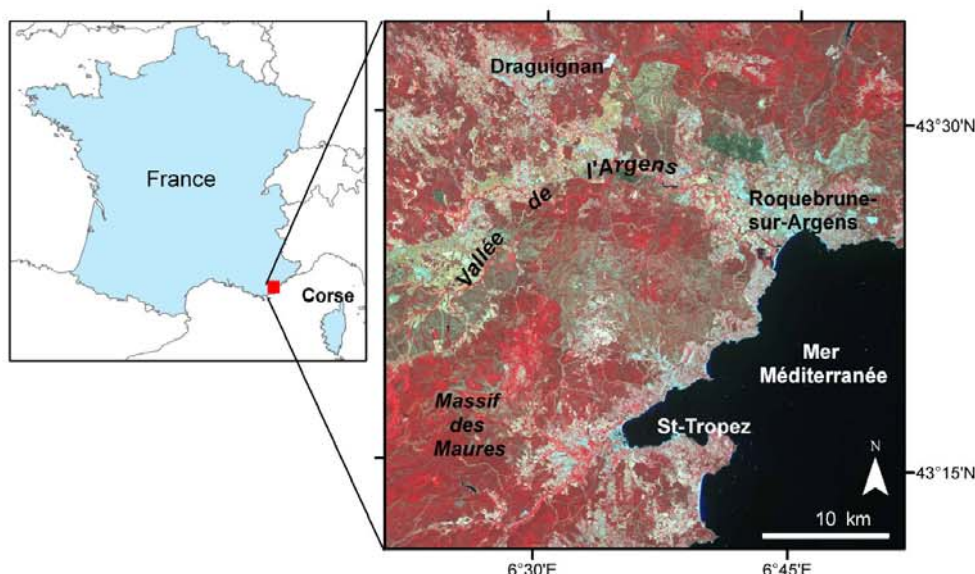 France
Corse
Draguignan
Vallée de l'Argens
Roquebrune-
sur-Argens
Mer
Méditerranée
Massif
des
Maures
St-Tropez
N
10 km
43°30'N
43°15'N
6°30'E
6°45'E